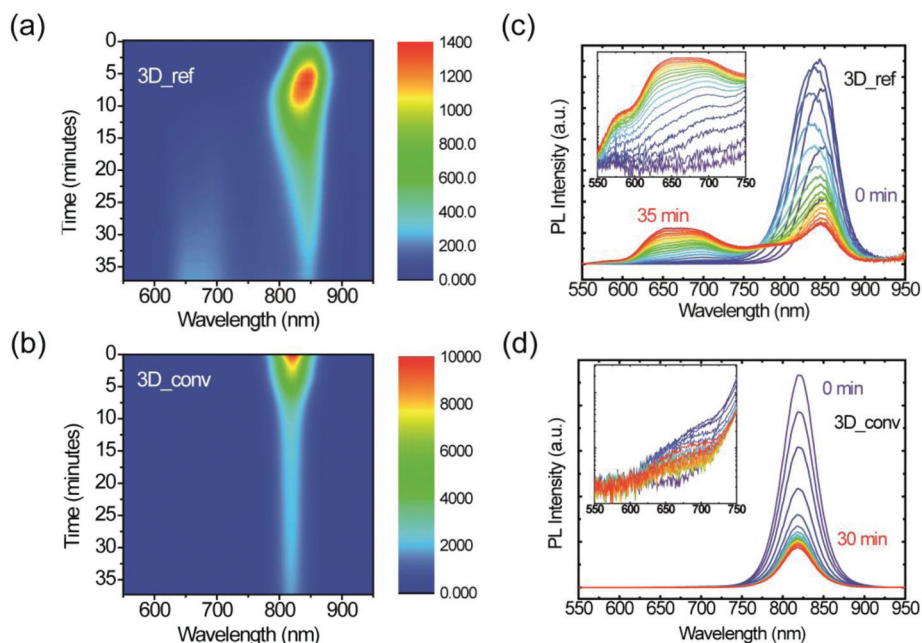 (a)
3D_ref
Time (minutes)
0
5
10
15
20
25
30
35
600 700 800 900
Wavelength (nm)
1400
1200
1000
800.0
600.0
400.0
200.0
0.000
(c)
PL Intensity (a.u.)
3D_ref
0 min
35 min
550 600 650 700 750
550 600 650 700 750 800 850 900 950
Wavelength (nm)
(b)
3D_conv
Time (minutes)
0
5
10
15
20
25
30
35
600 700 800 900
Wavelength (nm)
10000
8000
6000
4000
2000
0.000
(d)
PL Intensity (a.u.)
0 min
3D_conv
30 min
550 600 650 700 750
550 600 650 700 750 800 850 900 950
Wavelength (nm)